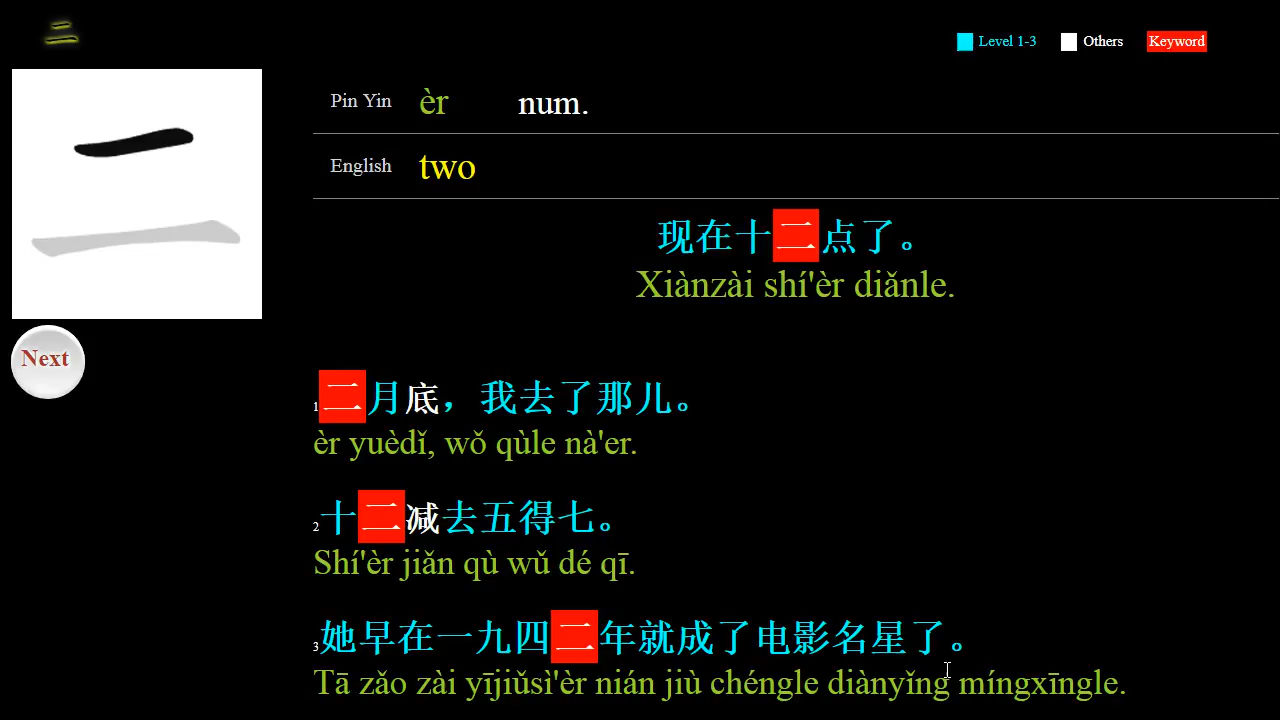 二
Level 1-3 Others Keyword
Pin Yin èr num.
English two
现在十二点了。
Xiànzài shí'èr diǎnle.
Next
1二月底，我去了那儿。
èr yuèdǐ, wǒ qùle nà'er.
2十二减去五得七。
Shí'èr jiǎn qù wǔ dé qī.
3她早在一九四二年就成了电影名星了。
Tā zǎo zài yījiǔsì'èr nián jiù chéngle diànyǐng míngxīngle.